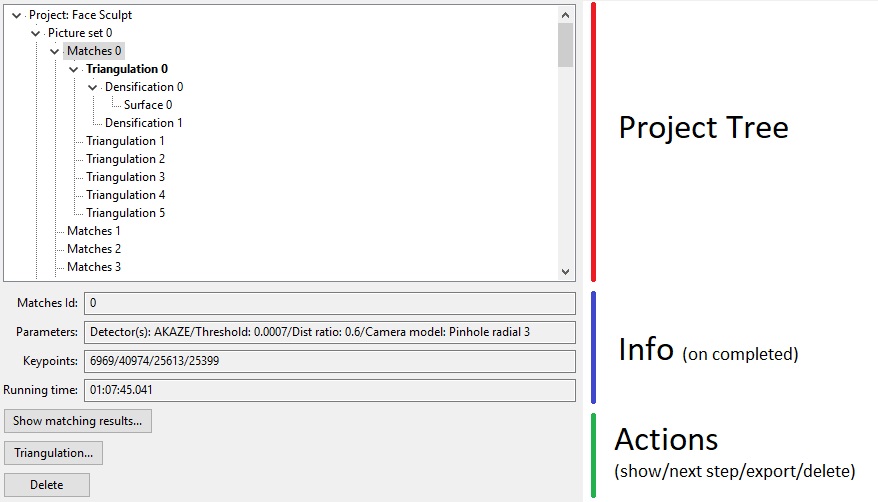 Project: Face Sculpt
Picture set 0
Matches 0
Triangulation 0
Densification 0
Surface 0
Densification 1
Triangulation 1
Triangulation 2
Triangulation 3
Triangulation 4
Triangulation 5
Matches 1
Matches 2
Matches 3
Project Tree
Matches Id: 0
Parameters: Detector(s): AKAZE/Threshold: 0.0007/Dist ratio: 0.6/Camera model: Pinhole radial 3
Keypoints: 6969/40974/25613/25399
Running time: 01:07:45.041
Info (on completed)
Show matching results...
Triangulation...
Delete
Actions
(show/next step/export/delete)